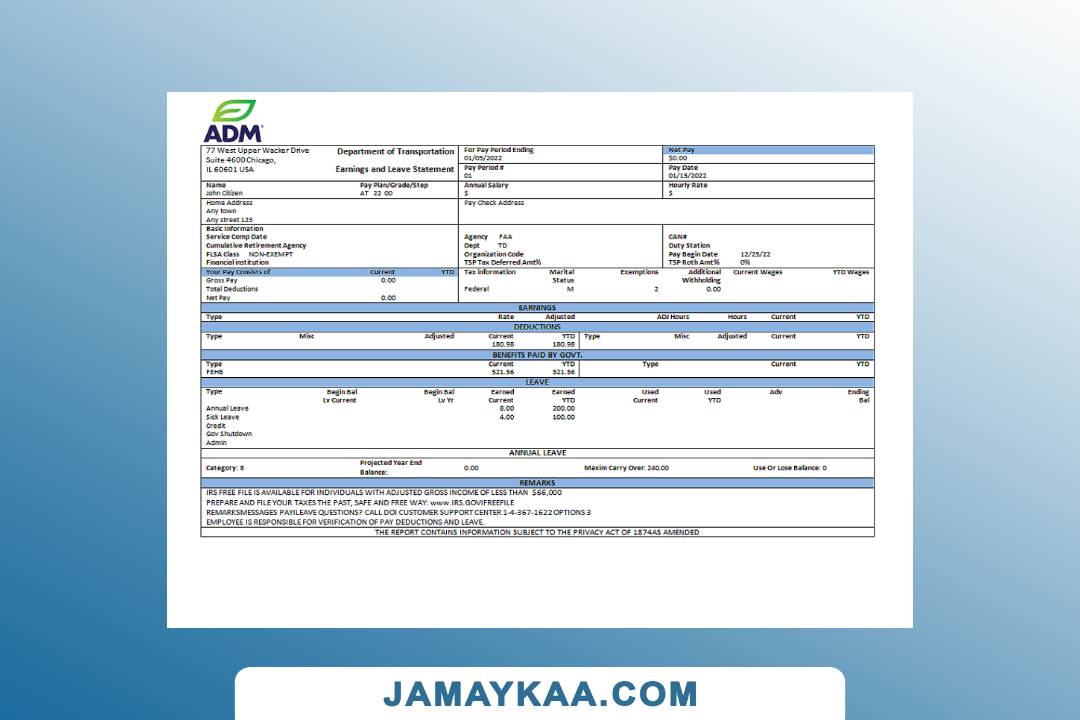 ADM
77 West Upper Wacker Drive
Suite 4600 Chicago,
IL 60601 USA
Department of Transportation
Earnings and Leave Statement
For Pay Period Ending
01/05/2022
Net Pay
$0.00
Pay Period #
01
Pay Date
01/15/2022
Name Pay Plan/Grade/Step
John Citizen AT 22 00
Annual Salary
$
Hourly Rate
$
Home Address
Any town
Any street 123
Pay Check Address
Basic Information
Service Comp Date
Cumulative Retirement Agency
FLSA Class NON-EXEMPT
Financial institution
Agency FAA
Dept TD
Organization Code
TSP Tax Deferred Amt%
CAN#
Duty Station
Pay Begin Date 12/25/22
TSP Roth Amt% 0%
Your Pay Consists of Current YTD
Gross Pay 0.00
Total Deductions
Net Pay 0.00
Tax information Marital Exemptions Additional Current Wages YTD Wages
Status Withholding
Federal M 2 0.00
EARNINGS
Type Rate Adjusted ADJ Hours Hours Current YTD
DEDUCTIONS
Type Misc Adjusted Current YTD Type Misc Adjusted Current YTD
180.98 180.98
BENEFITS PAID BY GOVT.
Type Current YTD Type Current YTD
FEHB 521.56 521.56
LEAVE
Type Begin Bal Begin Bal Earned Earned Used Used Adv Ending
Lv Current Lv Yr Current YTD Current YTD Bal
Annual Leave 8.00 200.00
Sick Leave 4.00 100.00
Credit
Gov Shutdown
Admin
ANNUAL LEAVE
Category: 8 Projected Year End Balance: 0.00 Maxim Carry Over: 240.00 Use Or Lose Balance: 0
REMARKS
IRS FREE FILE IS AVAILABLE FOR INDIVIDUALS WITH ADJUSTED GROSS INCOME OF LESS THAN $66,000
PREPARE AND FILE YOUR TAXES THE PAST, SAFE AND FREE WAY: www.IRS.GOVIFREEFILE
REMARKSMESSAGES PAYILEAVE QUESTIONS? CALL DOI CUSTOMER SUPPORT CENTER 1-4-367-1622 OPTIONS 3
EMPLOYEE IS RESPONSIBLE FOR VERIFICATION OF PAY DEDUCTIONS AND LEAVE.
THE REPORT CONTAINS INFORMATION SUBJECT TO THE PRIVACY ACT OF 1874AS AMENDED
JAMAYKAA.COM